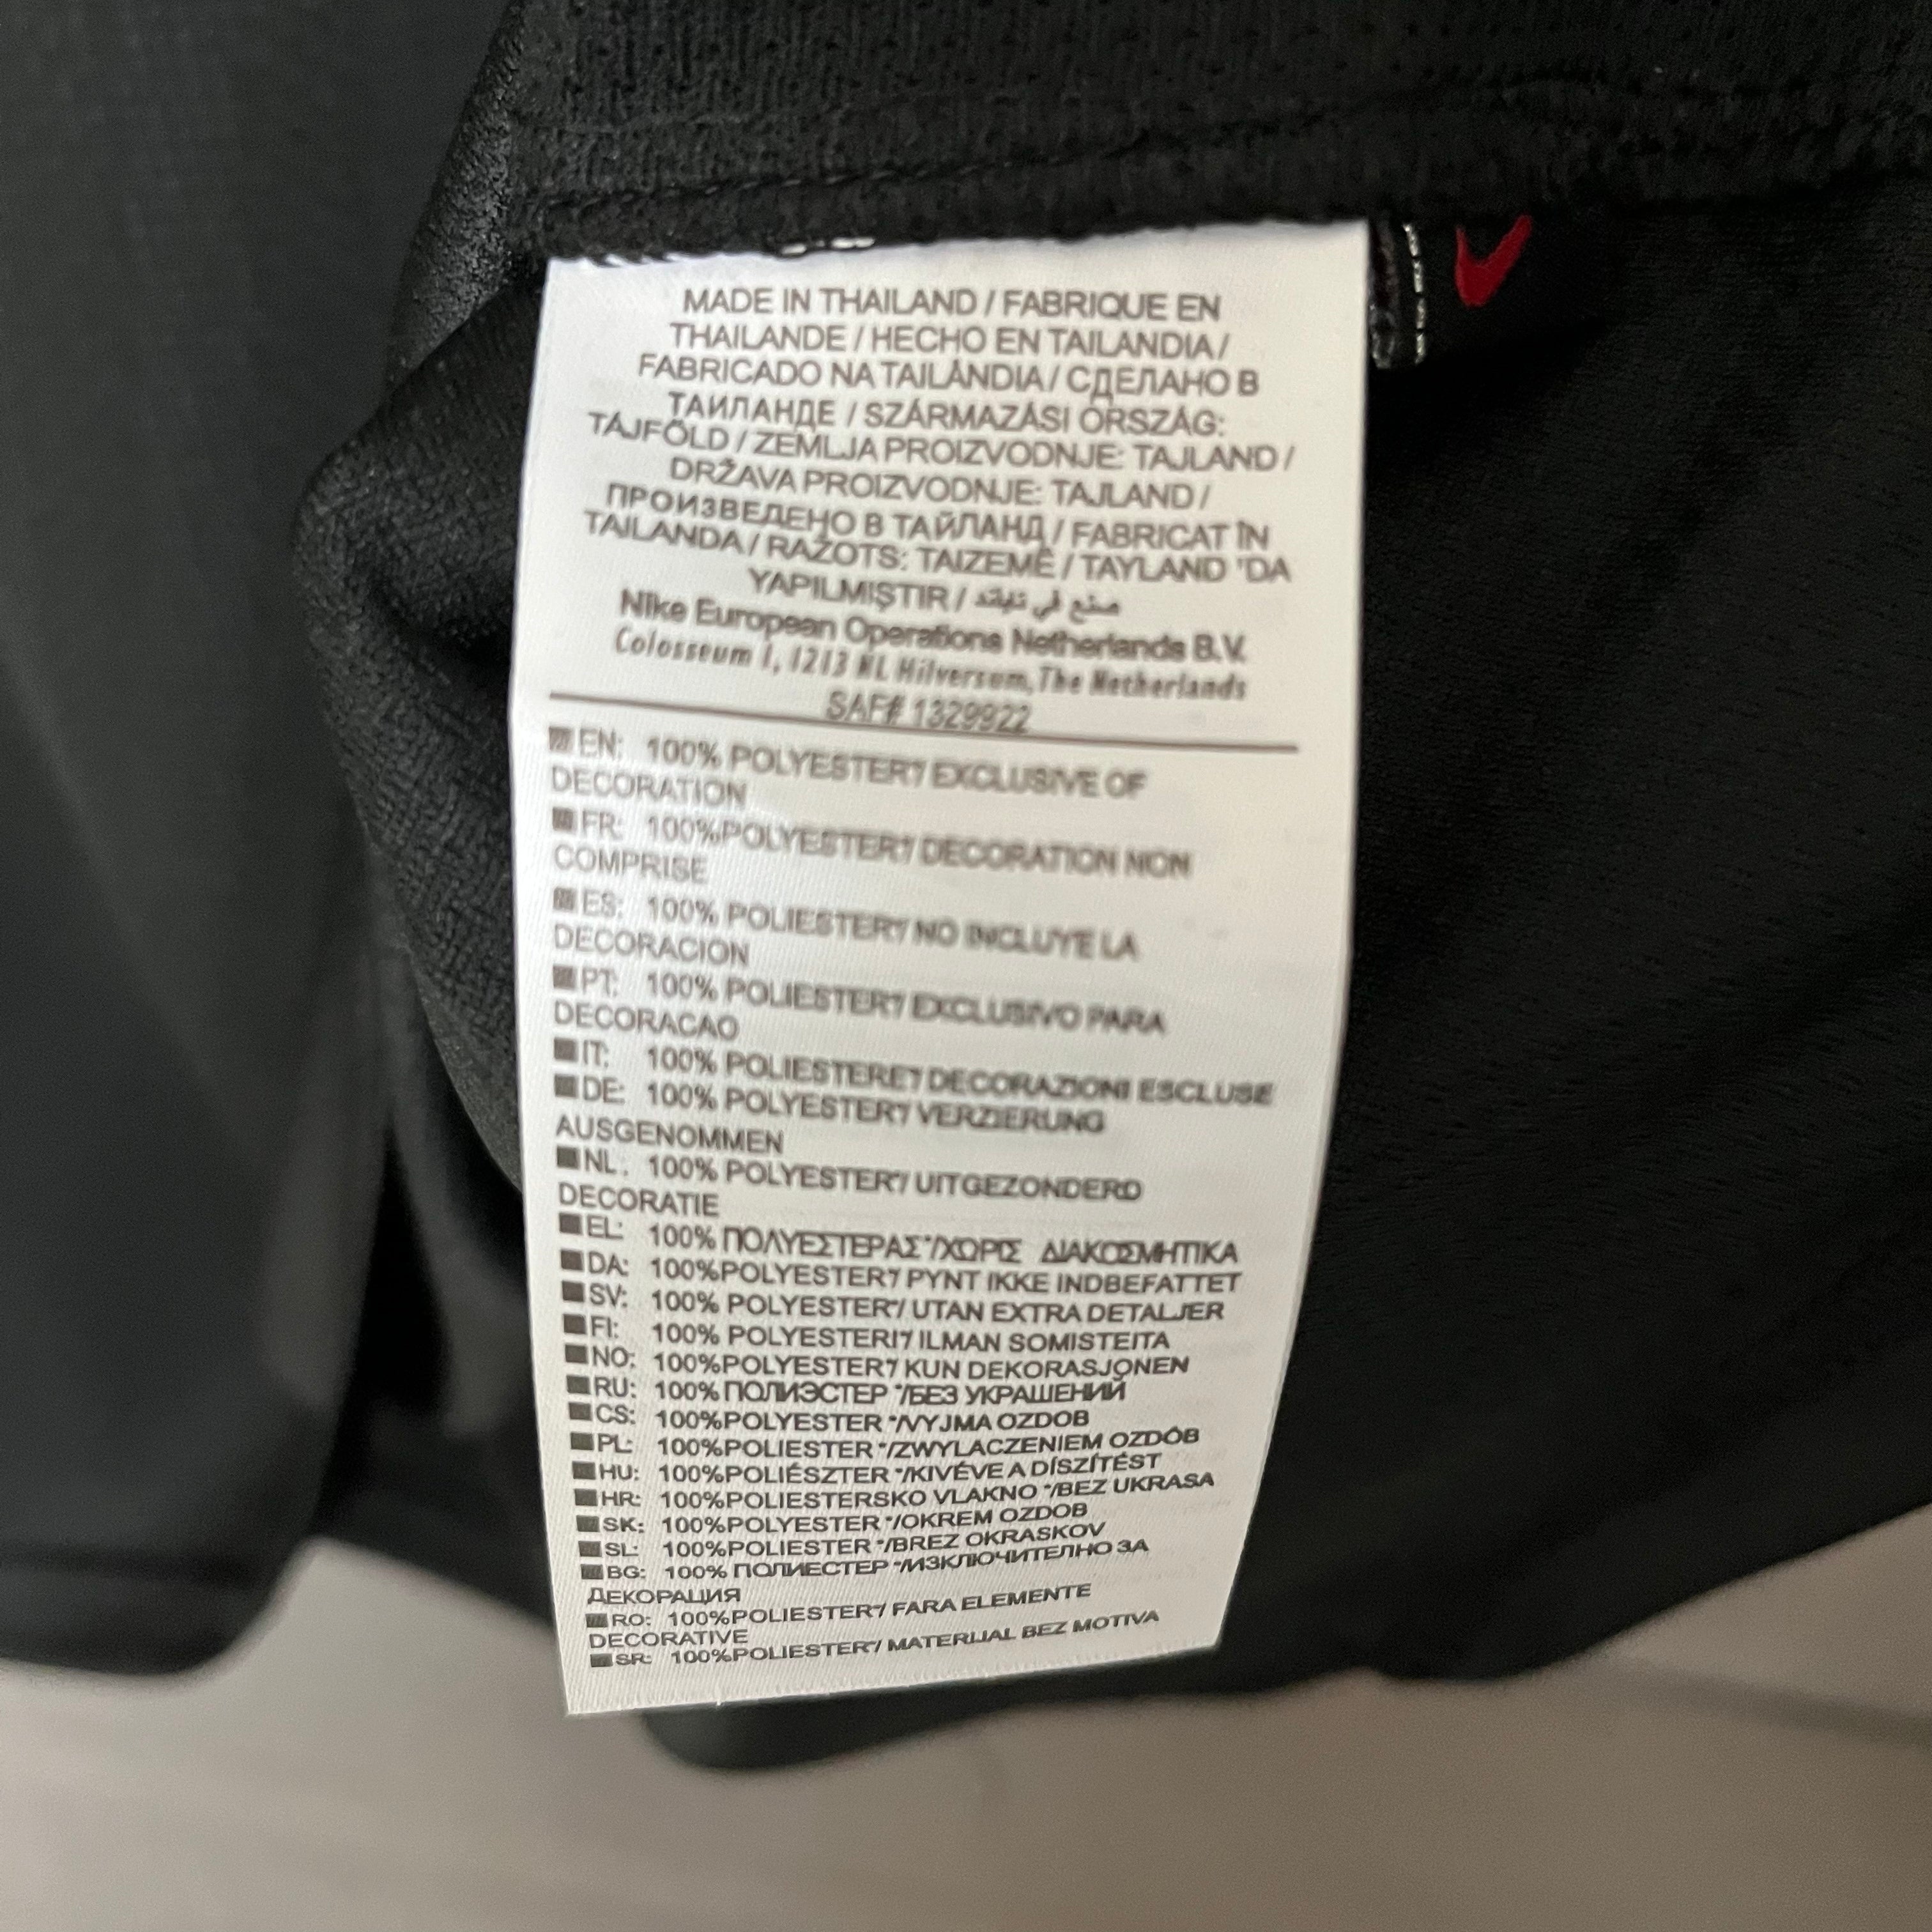 MADE IN THAILAND / FABRIQUE EN
THAILANDE / HECHO EN TAILANDIA /
FABRICADO NA TAILÂNDIA / СДЕЛАНО В
ТАИЛАНДЕ / SZÁRMAZÁSI ÓRSZÁG:
TÁJFÖLD / ZEMLJA PROIZVODNJE: TAJLAND /
DRŽAVA PROIZVODNJE: TAJLAND /
ПРОИЗВЕДЕНО В ТАЙЛАНД / FABRICAT ÎN
TAILANDA / RAŽOTS: TAIZEMĒ / TAYLAND 'DA
YAPILMIŞTIR / صنع في
Nike European Operations Netherlands B.V.
Colosseum 1, 1213 NL Hilversum, The Netherlands
SAF# 1329922
EN: 100% POLYESTER*/ EXCLUSIVE OF
DECORATION
FR: 100%POLYESTER*/ DECORATION NON
COMPRISE
ES: 100% POLIESTER*/ NO INCLUYE LA
DECORACION
PT: 100% POLIESTER*/ EXCLUSIVO PARA
DECORACAO
IT: 100% POLIESTERE*/ DECORAZIONI ESCLUSE
DE: 100% POLYESTER*/ VERZIERUNG
AUSGENOMMEN
NL. 100% POLYESTER*/ UITGEZONDERD
DECORATIE
EL: 100% ΠΟΛΥΕΣΤΕΡΑΣ*/ΧΩΡΙΣ ΔΙΑΚΟΣΜΗΤΙΚΑ
DA: 100%POLYESTER*/ PYNT IKKE INDBEFATTET
SV: 100% POLYESTER*/ UTAN EXTRA DETALJER
FI: 100% POLYESTERI*/ ILMAN SOMISTEITA
NO: 100%POLYESTER*/ KUN DEKORASJONEN
RU: 100% ПОЛИЭСТЕР */БЕЗ УКРАШЕНИЙ
CS: 100%POLYESTER */VYJMA OZDOB
PL: 100%POLIESTER */ZWYLACZENIEM OZDÓB
HU: 100%POLIÉSZTER */KIVÉVE A DÍSZÍTÉST
HR: 100%POLIESTERSKO VLAKNO */BEZ UKRASA
SK: 100%POLYESTER */OKREM OZDOB
SL: 100%POLIESTER */BREZ OKRASKOV
BG: 100% ПОЛИЕСТЕР */ИЗКЛЮЧИТЕЛНО ЗА
ДЕКОРАЦИЯ
RO: 100%POLIESTER*/ FARA ELEMENTE
DECORATIVE
SR: 100%POLIESTER*/ MATERIJAL BEZ MOTIVA